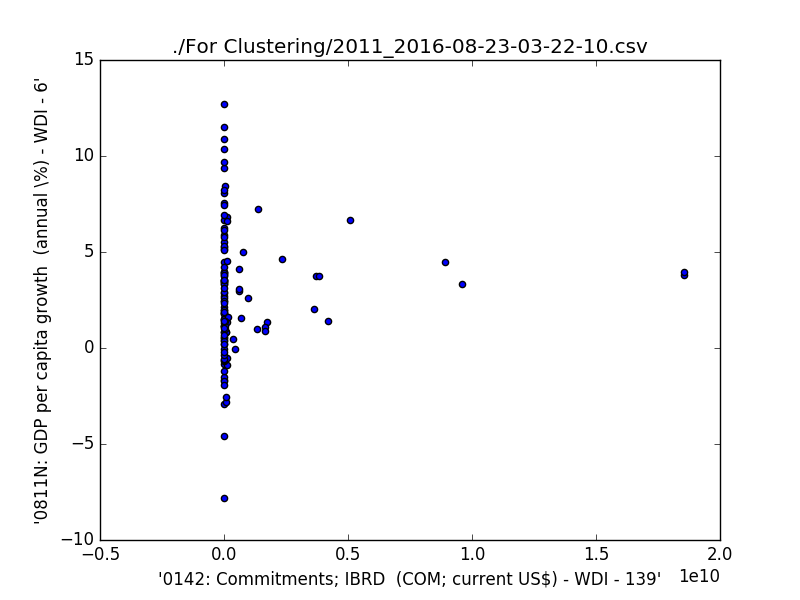 ./For Clustering/2011_2016-08-23-03-22-10.csv
15
10
5
0
−5
−10
'0811N: GDP per capita growth  (annual \%) - WDI - 6'
−0.5 0.0 0.5 1.0 1.5 2.0
1e10
'0142: Commitments; IBRD  (COM; current US$) - WDI - 139'